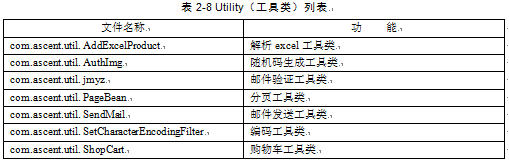 表 2-8 Utility（工具类）列表
文件名称 功 能
com.ascent.util.AddExcelProduct 解析 excel 工具类
com.ascent.util.AuthImg 随机码生成工具类
com.ascent.util.jmyz 邮件验证工具类
com.ascent.util.PageBean 分页工具类
com.ascent.util.SendMail 邮件发送工具类
com.ascent.util.SetCharacterEncodingFilter 编码工具类
com.ascent.util.ShopCart 购物车工具类